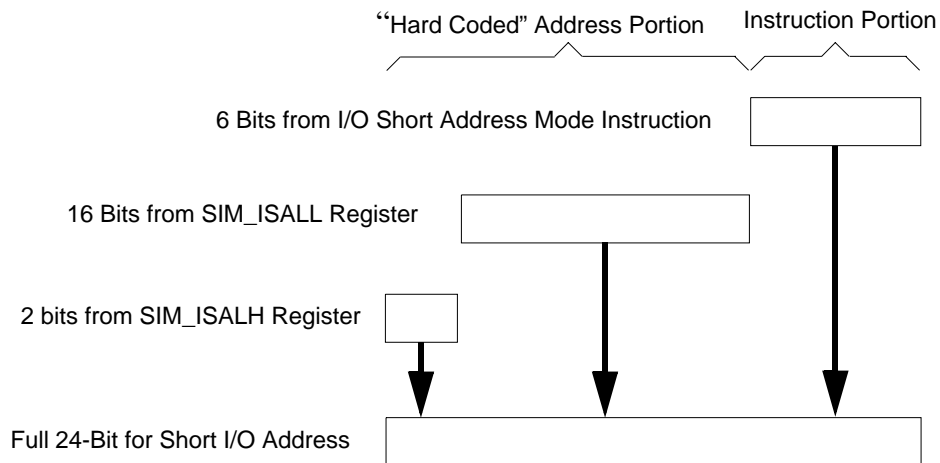 “Hard Coded” Address Portion
Instruction Portion
6 Bits from I/O Short Address Mode Instruction
16 Bits from SIM_ISALL Register
2 bits from SIM_ISALH Register
Full 24-Bit for Short I/O Address